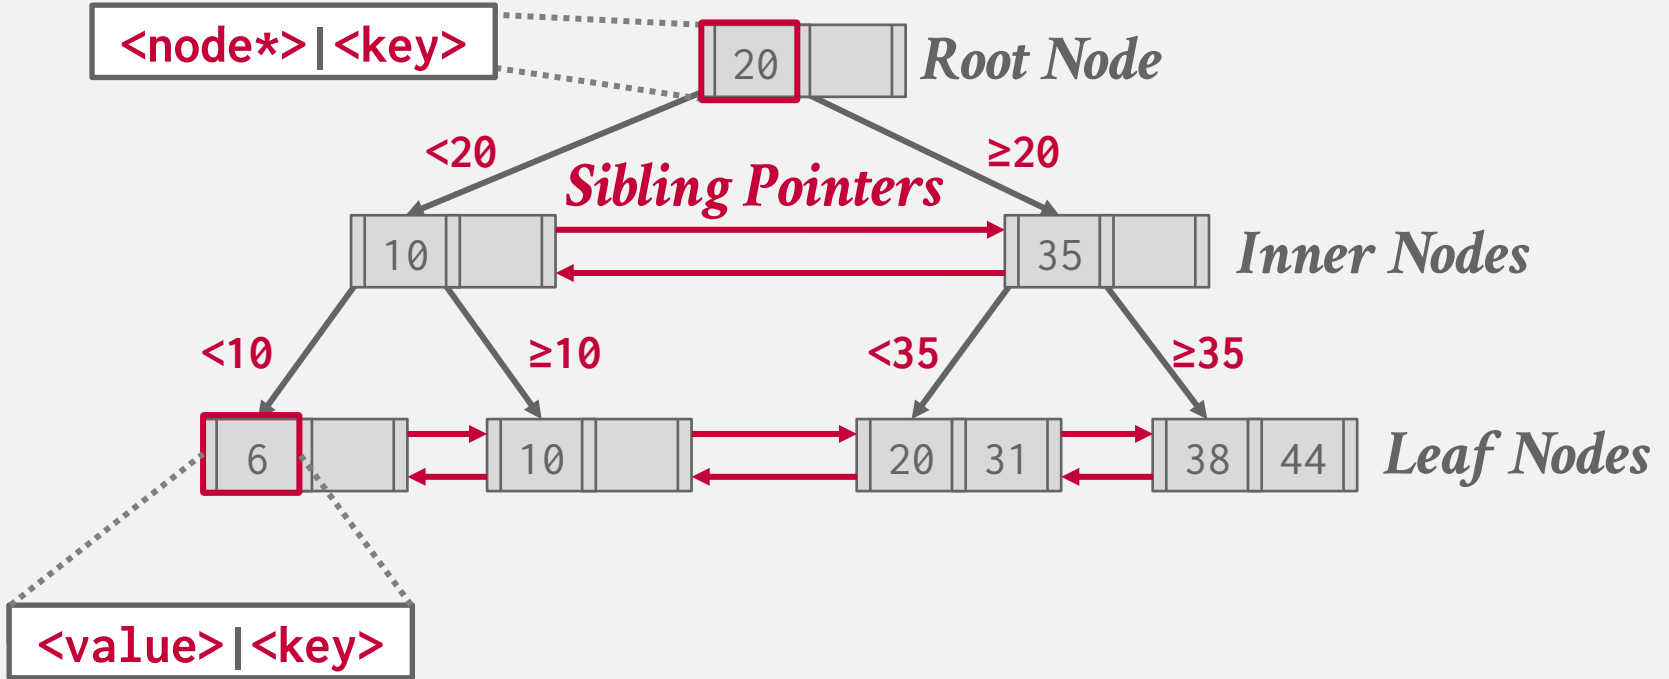 <node*>|<key>
20
Root Node
<20
≥20
Sibling Pointers
10
35
Inner Nodes
<10
≥10
<35
≥35
6
10
20 31
38 44
Leaf Nodes
<value>|<key>